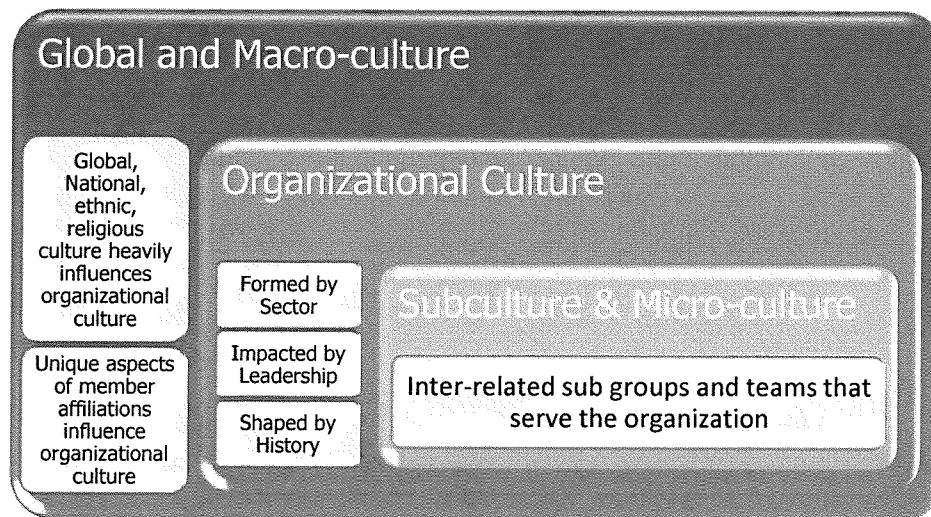 Global and Macro-culture
Global,
National,
ethnic,
religious
culture heavily
influences
organizational
culture
Unique aspects
of member
affiliations
influence
organizational
culture
Organizational Culture
Formed by
Sector
Impacted by
Leadership
Shaped by
History
Subculture & Micro-culture
Inter-related sub groups and teams that
serve the organization